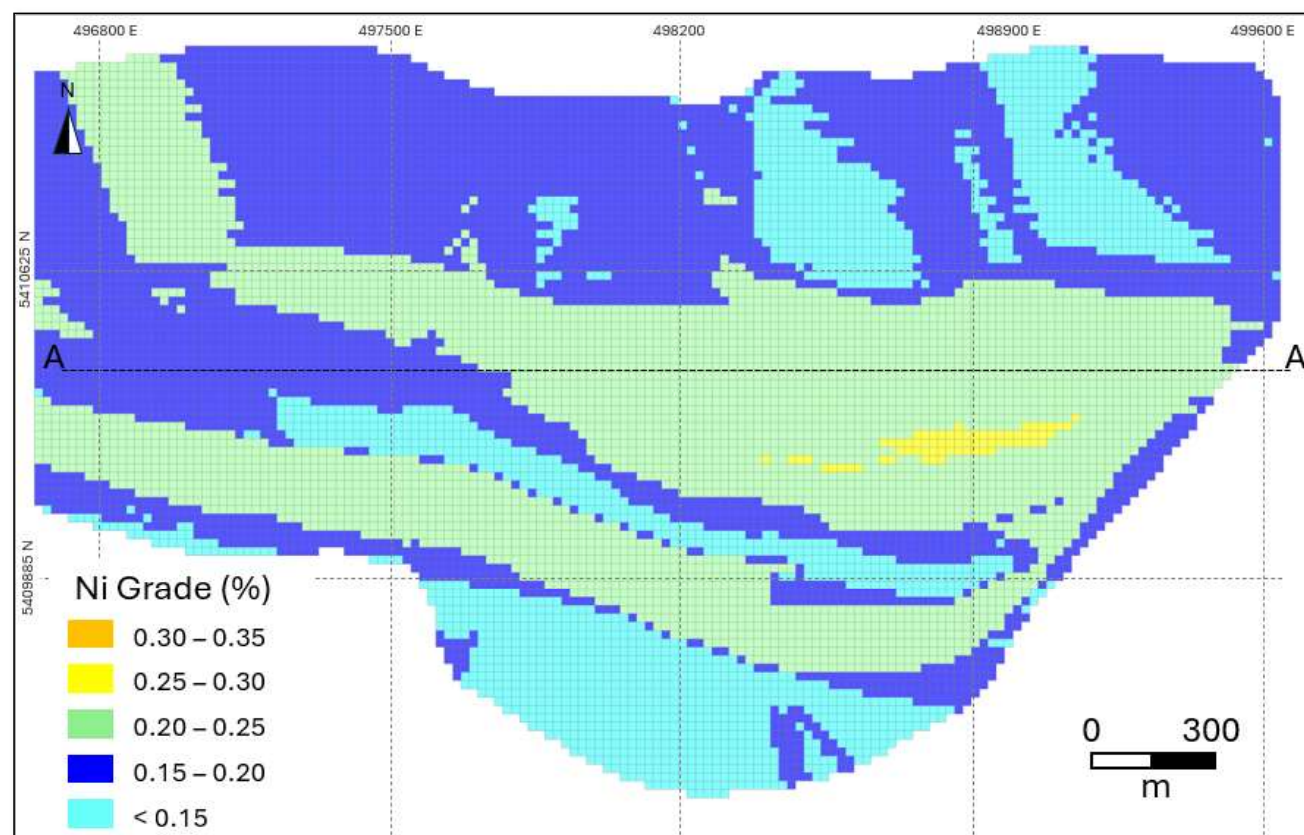 496800 E 497500 E 498200 E 498900 E 499600 E
N
5410625 N
A A
5409885 N
Ni Grade (%)
0.30 – 0.35
0.25 – 0.30
0.20 – 0.25
0.15 – 0.20
< 0.15
0 300
m